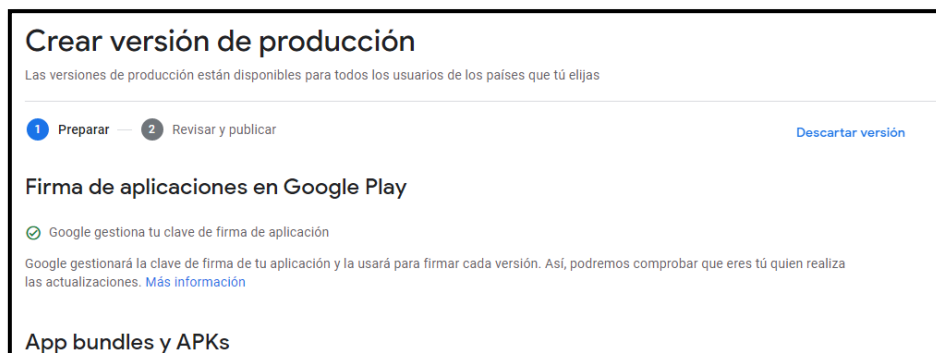 Crear versión de producción
Las versiones de producción están disponibles para todos los usuarios de los países que tú elijas
1 Preparar 2 Revisar y publicar Descartar versión
Firma de aplicaciones en Google Play
Google gestiona tu clave de firma de aplicación
Google gestionará la clave de firma de tu aplicación y la usará para firmar cada versión. Así, podremos comprobar que eres tú quien realiza
las actualizaciones. Más información
App bundles y APKs